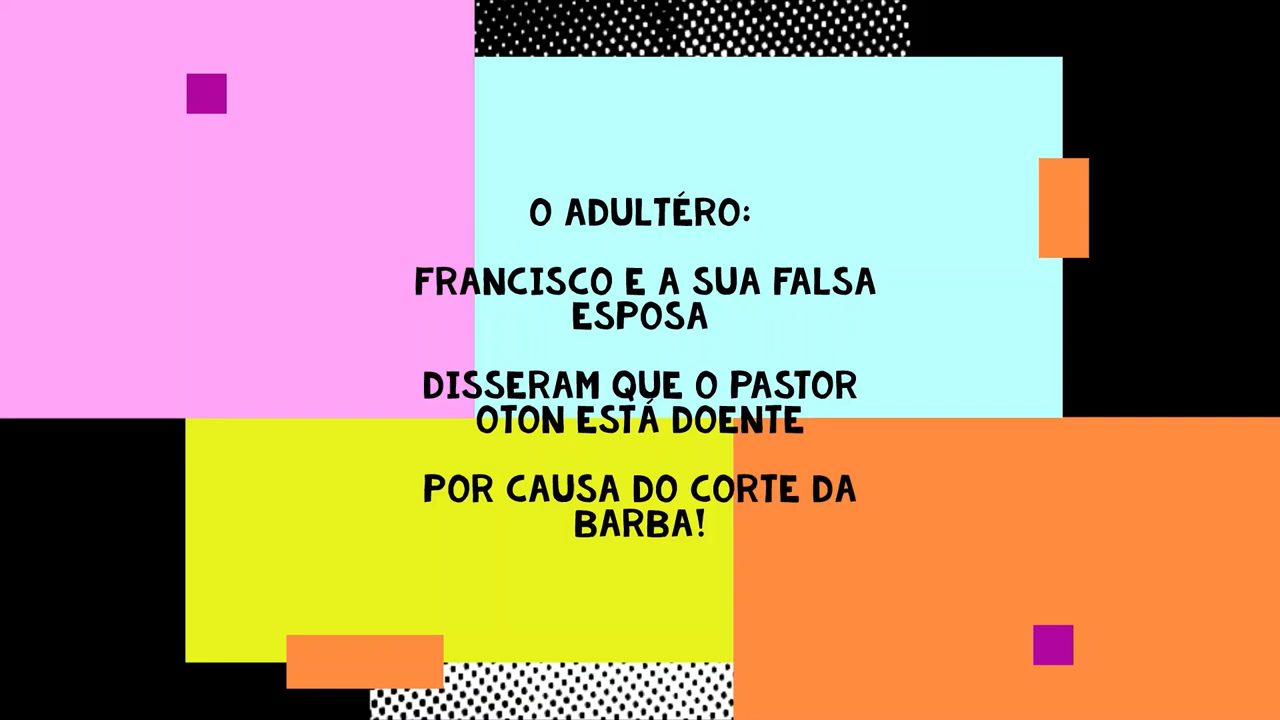 O ADULTÉRO:
FRANCISCO E A SUA FALSA
ESPOSA
DISSERAM QUE O PASTOR
OTON ESTÁ DOENTE
POR CAUSA DO CORTE DA
BARBA!